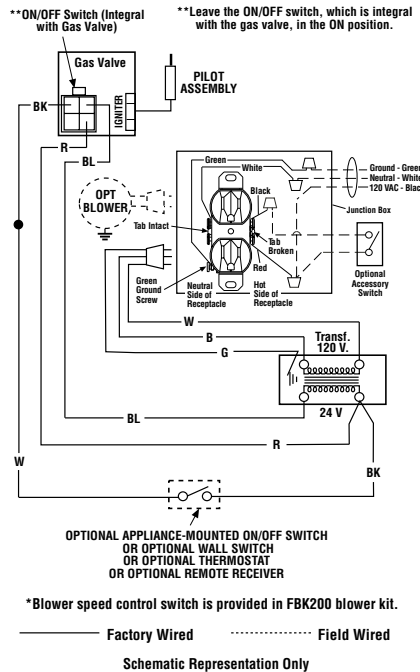 **ON/OFF Switch (Integral
with Gas Valve)
**Leave the ON/OFF switch, which is integral
with the gas valve, in the ON position.
Gas Valve
PILOT
ASSEMBLY
IGNITER
BK
R
BL
Green
White
Ground - Green
Neutral - White
120 VAC - Black
OPT
BLOWER
Black
Junction Box
Tab Intact
Tab
Broken
Red
Green
Ground
Screw
Neutral
Side of
Receptacle
Hot
Side of
Receptacle
Optional
Accessory
Switch
W
B
G
Transf.
120 V.
24 V
BL
R
W
BK
OPTIONAL APPLIANCE-MOUNTED ON/OFF SWITCH
OR OPTIONAL WALL SWITCH
OR OPTIONAL THERMOSTAT
OR OPTIONAL REMOTE RECEIVER
*Blower speed control switch is provided in FBK200 blower kit.
Factory Wired
Field Wired
Schematic Representation Only